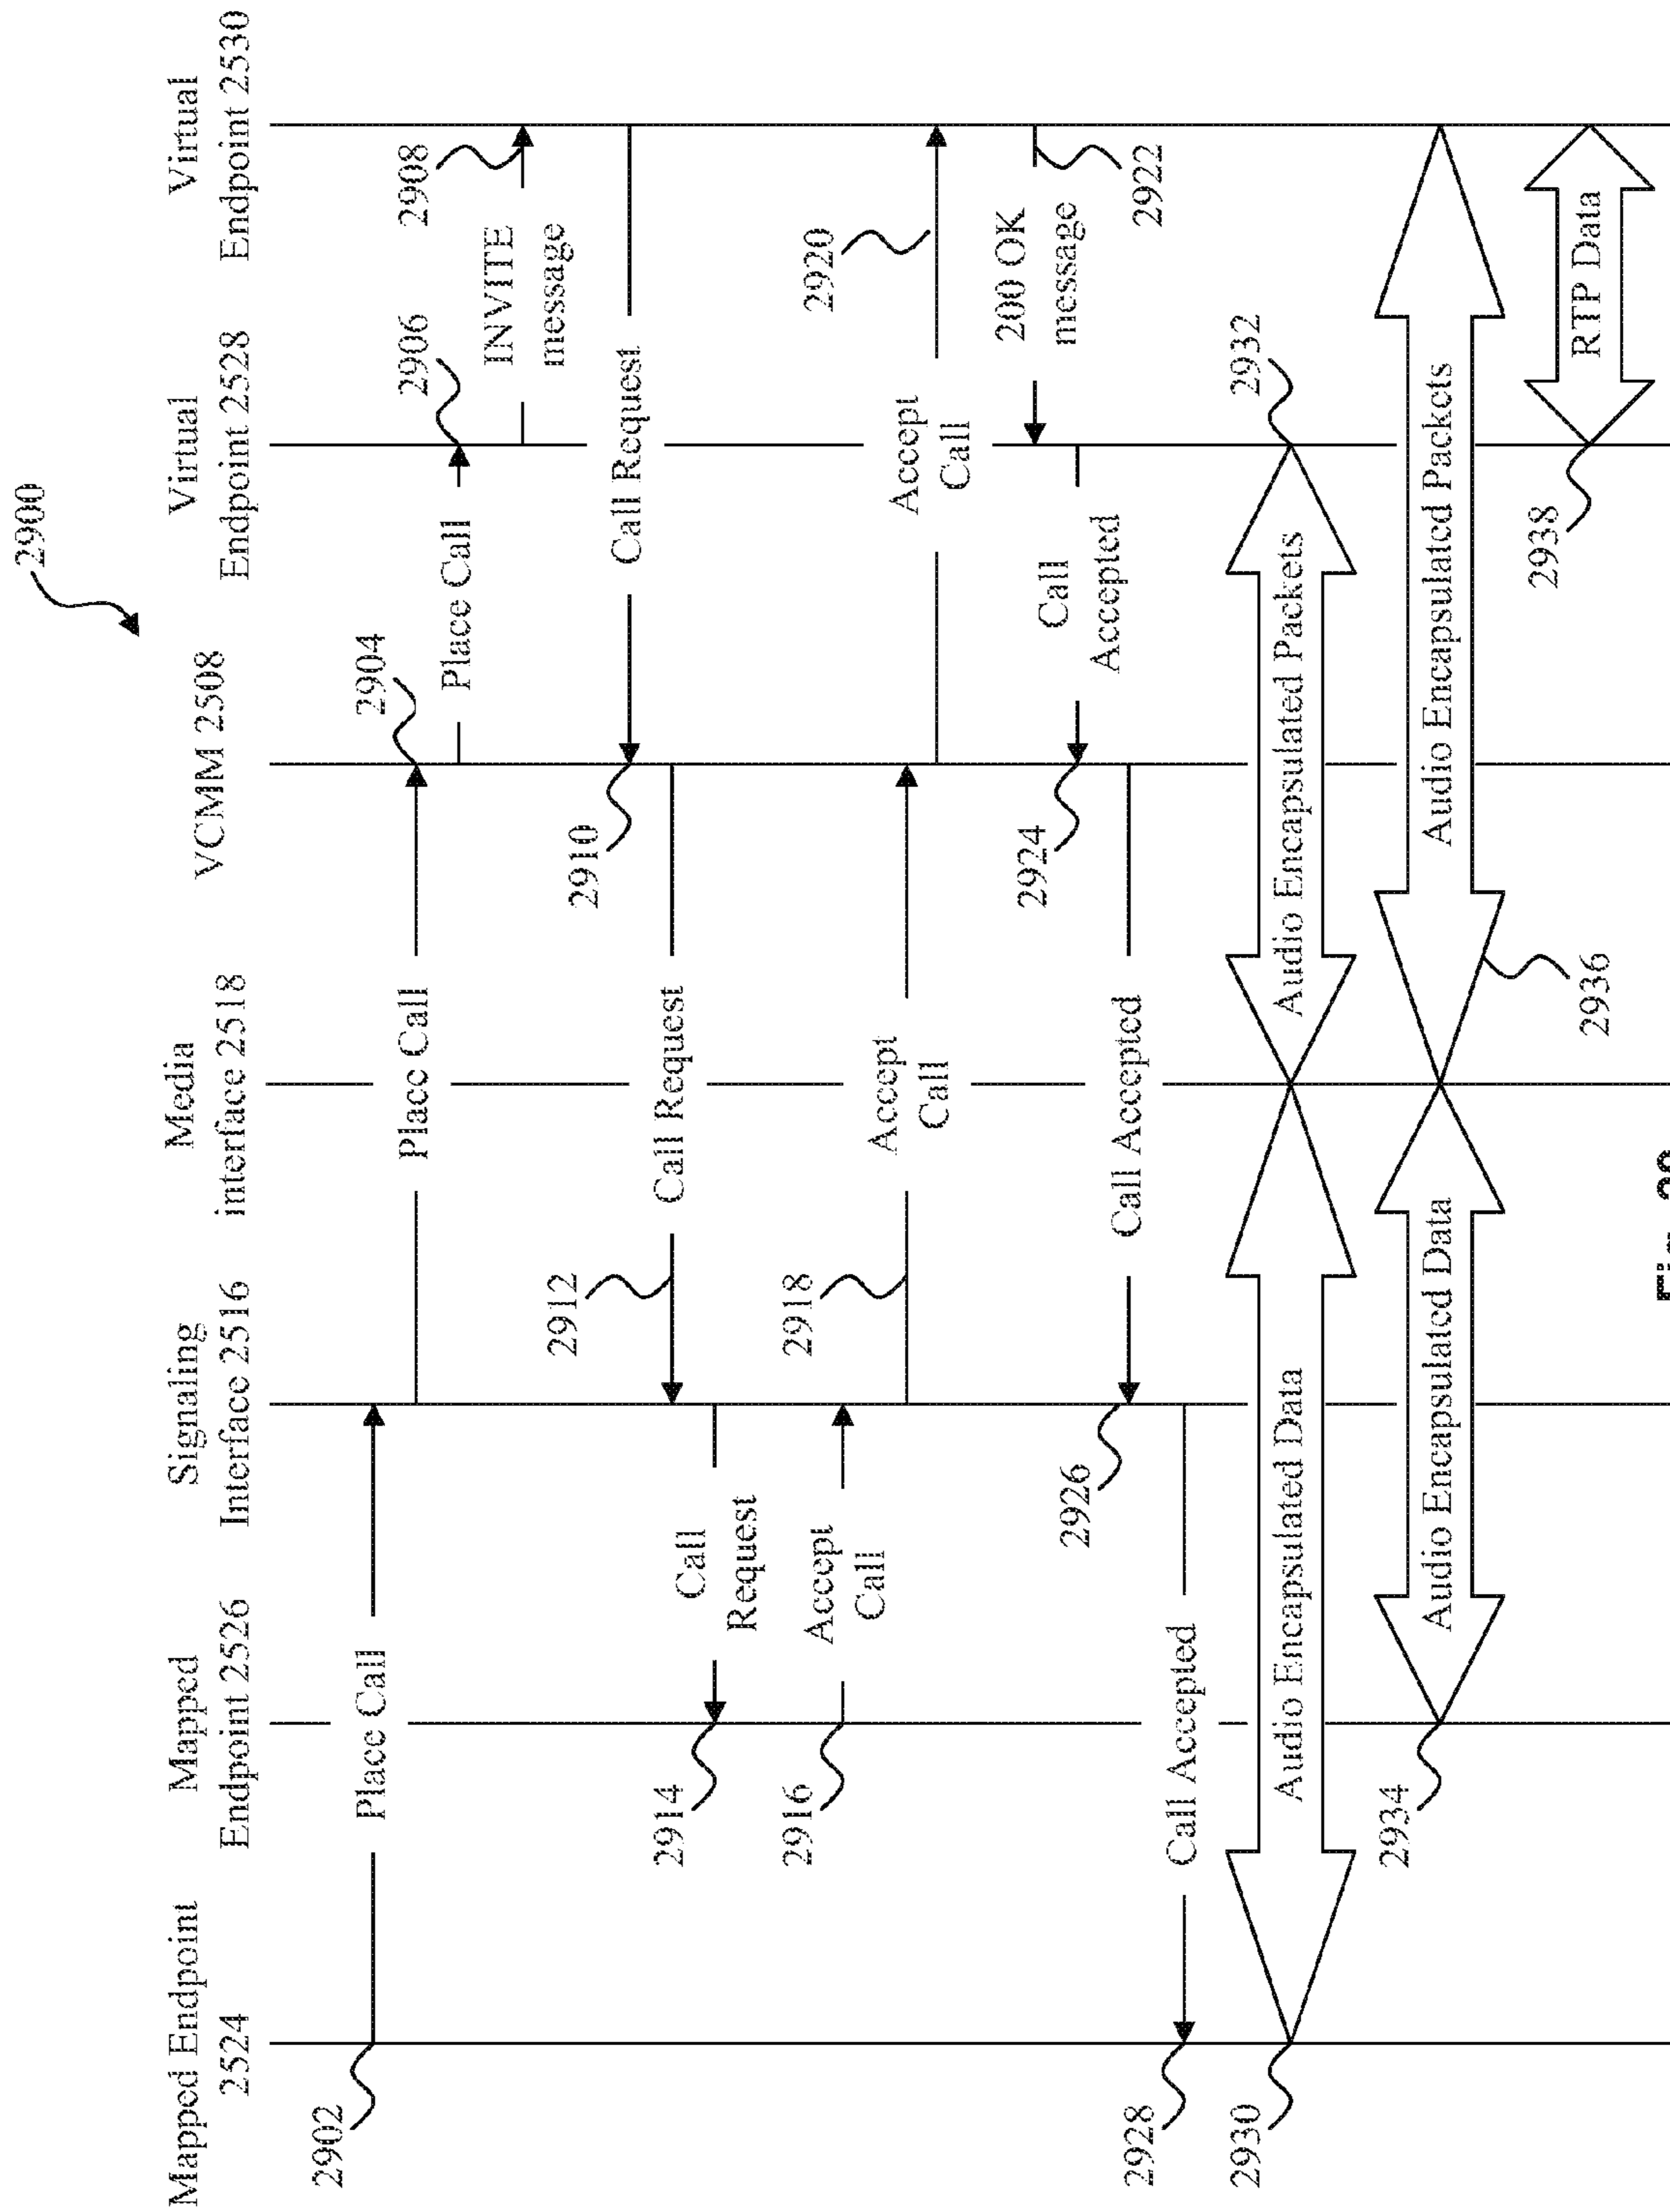 2900
Mapped Endpoint
2524
Mapped
Endpoint 2526
Signaling
Interface 2516
Media
interface 2518
VCMM 2508
Virtual
Endpoint 2528
Virtual
Endpoint 2530
2902
Place Call
Place Call
2904
Place Call
2906
INVITE
message
2908
Call Request
2910
Call Request
2912
Call
Request
2914
Accept
Call
2916
Accept
Call
2918
Accept
Call
2920
200 OK
message
2922
Call
Accepted
2924
Call Accepted
2926
Call Accepted
2928
2930
Audio Encapsulated Data
Audio Encapsulated Packets
2932
2934
Audio Encapsulated Data
Audio Encapsulated Packets
2936
2938
RTP Data